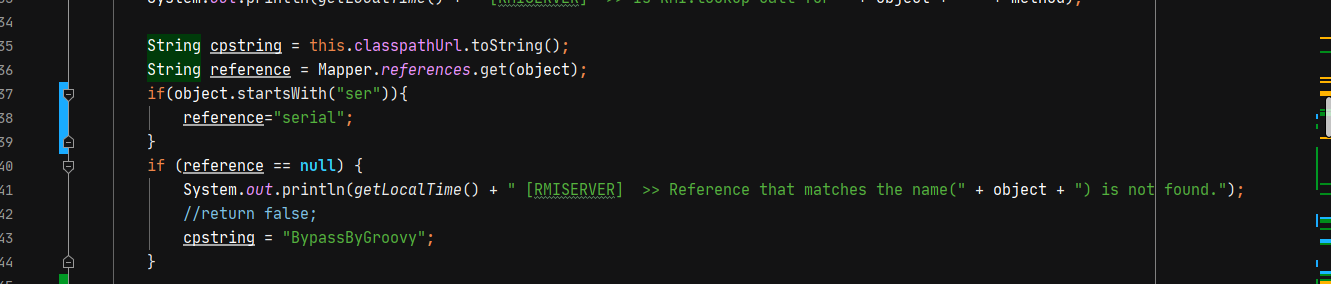 System.out.println(getLocalTime() + " [RMISERVER]  >> is RMI.lookup call for " + object + " " + method);
34
35 String cpstring = this.classpathUrl.toString();
36 String reference = Mapper.references.get(object);
37 if(object.startsWith("ser")){
38 reference="serial";
39 }
40 if (reference == null) {
41 System.out.println(getLocalTime() + " [RMISERVER]  >> Reference that matches the name(" + object + ") is not found.");
42 //return false;
43 cpstring = "BypassByGroovy";
44 }